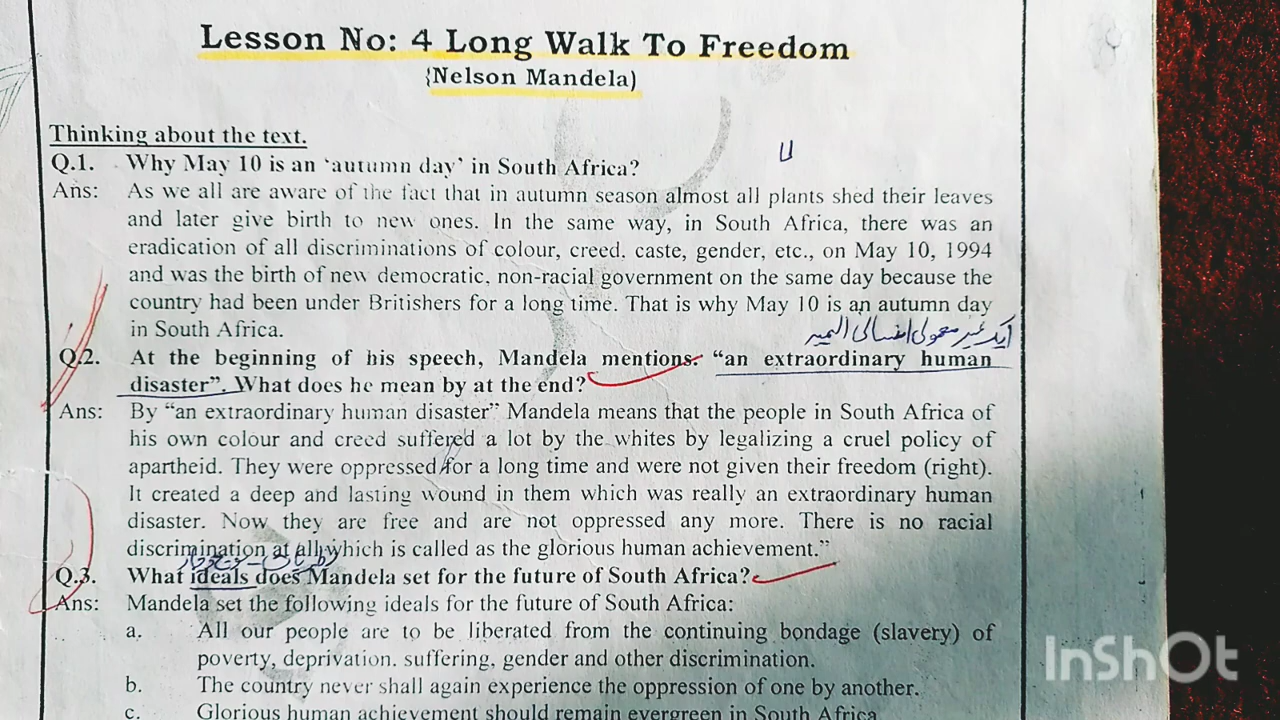 Lesson No: 4 Long Walk To Freedom
{Nelson Mandela)
Thinking about the text.
Q.1. Why May 10 is an ‘autumn day’ in South Africa?
Ans: As we all are aware of the fact that in autumn season almost all plants shed their leaves
and later give birth to new ones. In the same way, in South Africa, there was an
eradication of all discriminations of colour, creed. caste, gender, etc., on May 10, 1994
and was the birth of new democratic, non-racial government on the same day because the
country had been under Britishers for a long time. That is why May 10 is an autumn day
in South Africa.
ایک غیر معمولی انسانی المیہ
Q.2. At the beginning of his speech, Mandela mentions. “an extraordinary human
disaster”. What does he mean by at the end?
Ans: By “an extraordinary human disaster” Mandela means that the people in South Africa of
his own colour and creed suffered a lot by the whites by legalizing a cruel policy of
apartheid. They were oppressed for a long time and were not given their freedom (right).
It created a deep and lasting wound in them which was really an extraordinary human
disaster. Now they are free and are not oppressed any more. There is no racial
discrimination at all which is called as the glorious human achievement.”
Q.3. What ideals does Mandela set for the future of South Africa?
Ans: Mandela set the following ideals for the future of South Africa:
a. All our people are to be liberated from the continuing bondage (slavery) of
poverty, deprivation. suffering, gender and other discrimination.
b. The country never shall again experience the oppression of one by another.
c. Glorious human achievement should remain evergreen in South Africa
InShOt